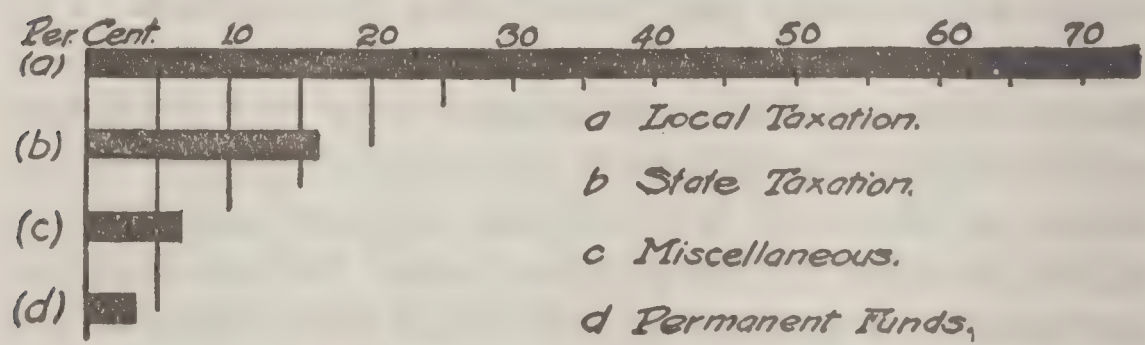 Per. Cent. 10 20 30 40 50 60 70
(a)
a Local Taxation.
(b)
b State Taxation.
(c)
c Miscellaneous.
(d)
d Permanent Funds,